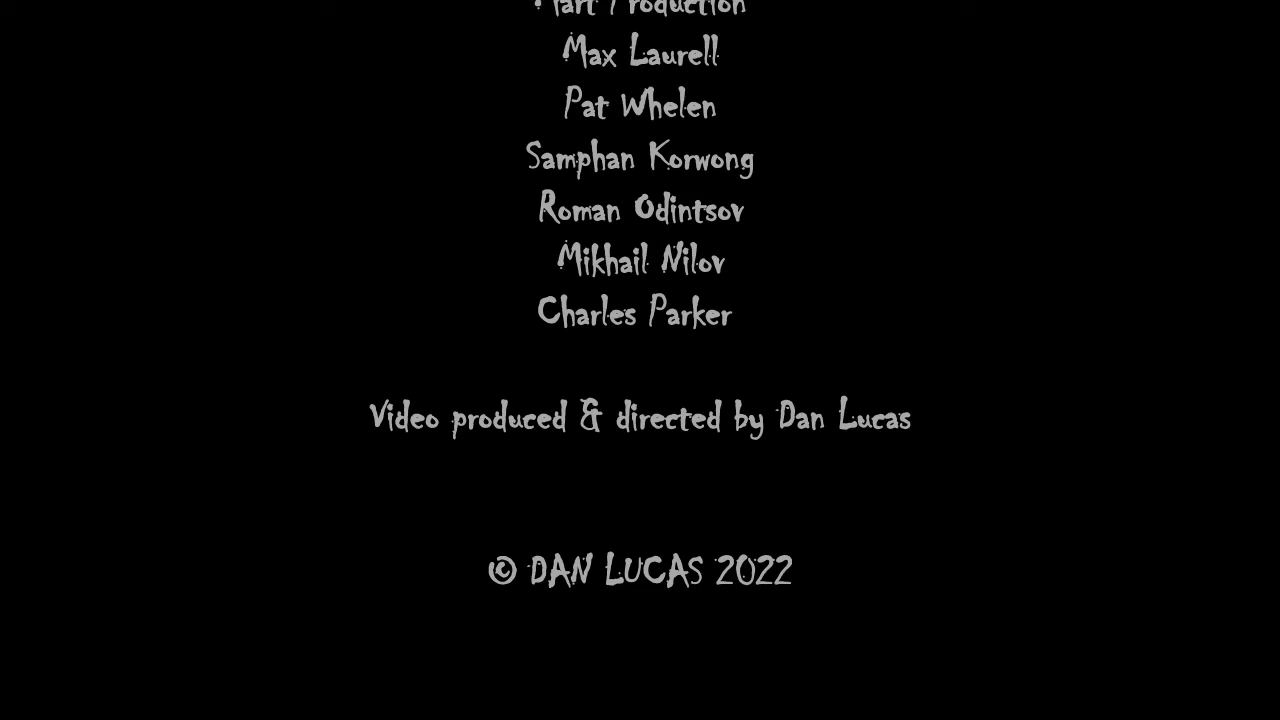 Production
Max Laurell
Pat Whelen
Samphan Korwong
Roman Odintsov
Mikhail Nilov
Charles Parker
Video produced & directed by Dan Lucas
© DAN LUCAS 2022